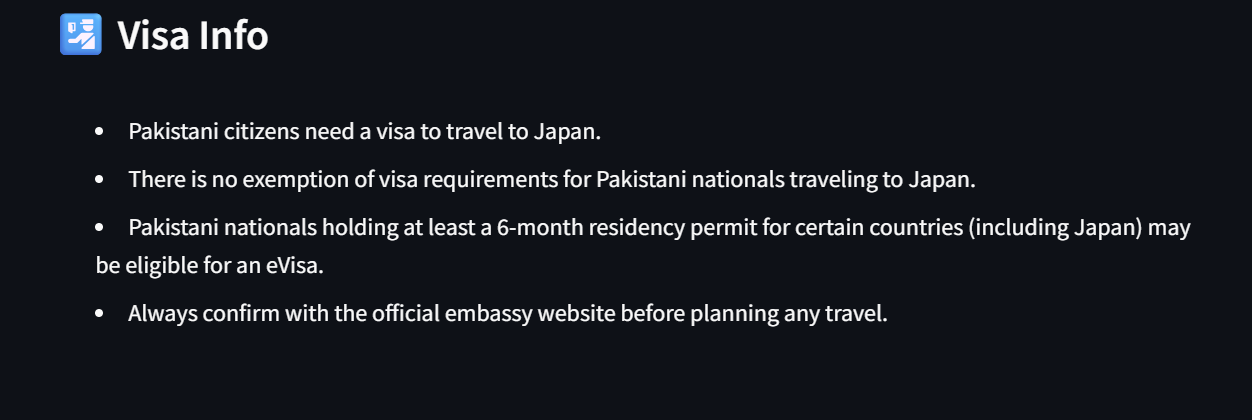 Visa Info
• Pakistani citizens need a visa to travel to Japan.
• There is no exemption of visa requirements for Pakistani nationals traveling to Japan.
• Pakistani nationals holding at least a 6-month residency permit for certain countries (including Japan) may
be eligible for an eVisa.
• Always confirm with the official embassy website before planning any travel.